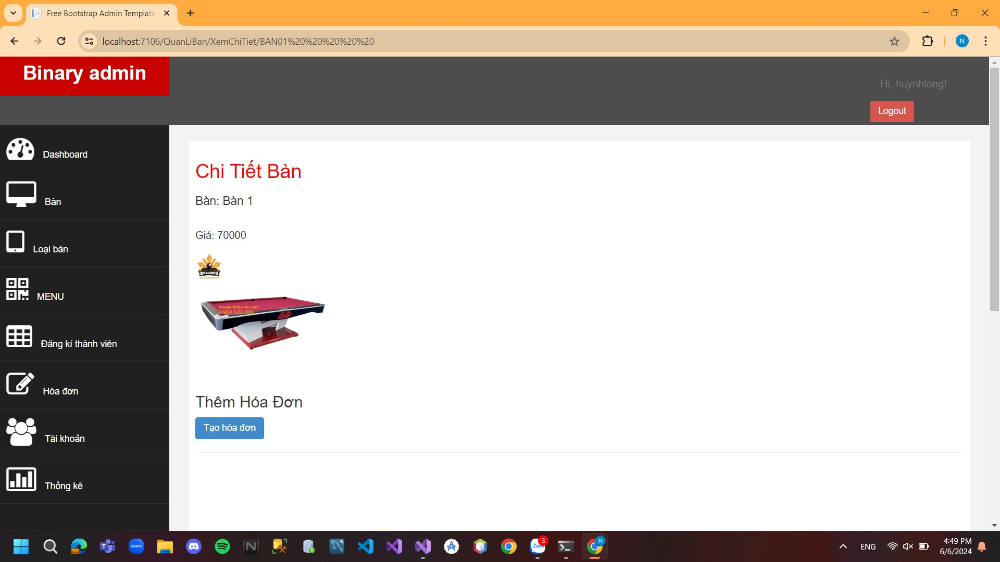 Free Bootstrap Admin Template
localhost:7106/QuanLiBan/XemChiTiet/BAN01%20%20%20%20%20
N
Binary admin
Hi, huynhlong!
Logout
Dashboard
Bàn
Loại bàn
MENU
Đăng kí thành viên
Hóa đơn
Tài khoản
Thống kê
Chi Tiết Bàn
Bàn: Bàn 1
Giá: 70000
BILLIARDS
thegioibilliards.com
0902.525.086
Thêm Hóa Đơn
Tạo hóa đơn
zoom
N
Zalo
3
N
ENG
4:49 PM
6/6/2024